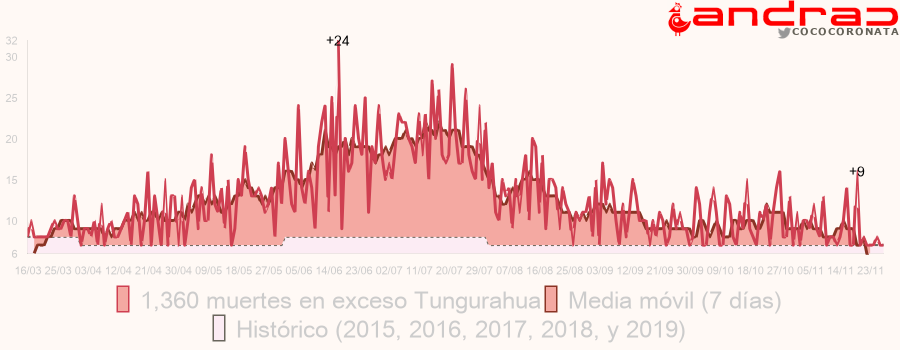 andrab
COCOCORONATA
+24
+9
32
30
25
20
15
10
6
16/03 25/03 03/04 12/04 21/04 30/04 09/05 18/05 27/05 05/06 14/06 23/06 02/07 11/07 20/07 29/07 07/08 16/08 25/08 03/09 12/09 21/09 30/09 09/10 18/10 27/10 05/11 14/11 23/11
1,360 muertes en exceso Tungurahua Media móvil (7 días)
Histórico (2015, 2016, 2017, 2018, y 2019)